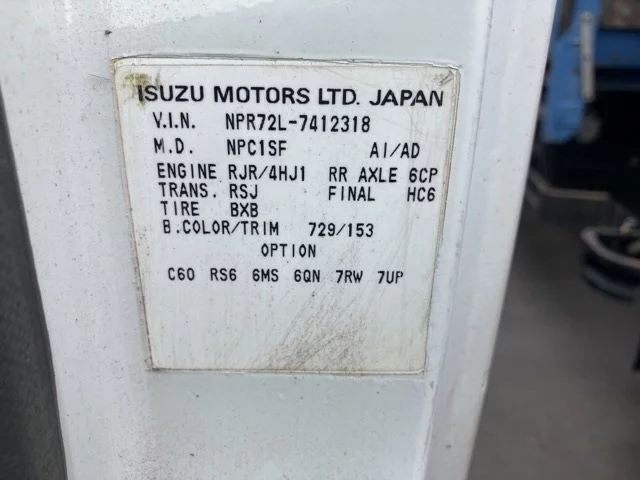 ISUZU MOTORS LTD. JAPAN
V.I.N. NPR72L-7412318
M.D. NPC1SF AI/AD
ENGINE RJR/4HJ1 RR AXLE 6CP
TRANS. RSJ FINAL HC6
TIRE BXB
B.COLOR/TRIM 729/153
OPTION
C60 RS6 6MS 6QN 7RW 7UP